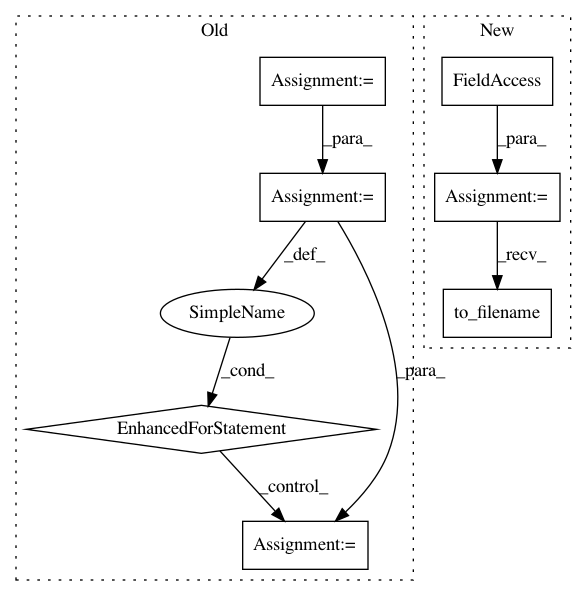 Old
New
Assignment:=
FieldAccess
_para_
_para_
Assignment:=
Assignment:=
_def_
_recv_
SimpleName
to_filename
_cond_
_para_
EnhancedForStatement
_control_
Assignment:=